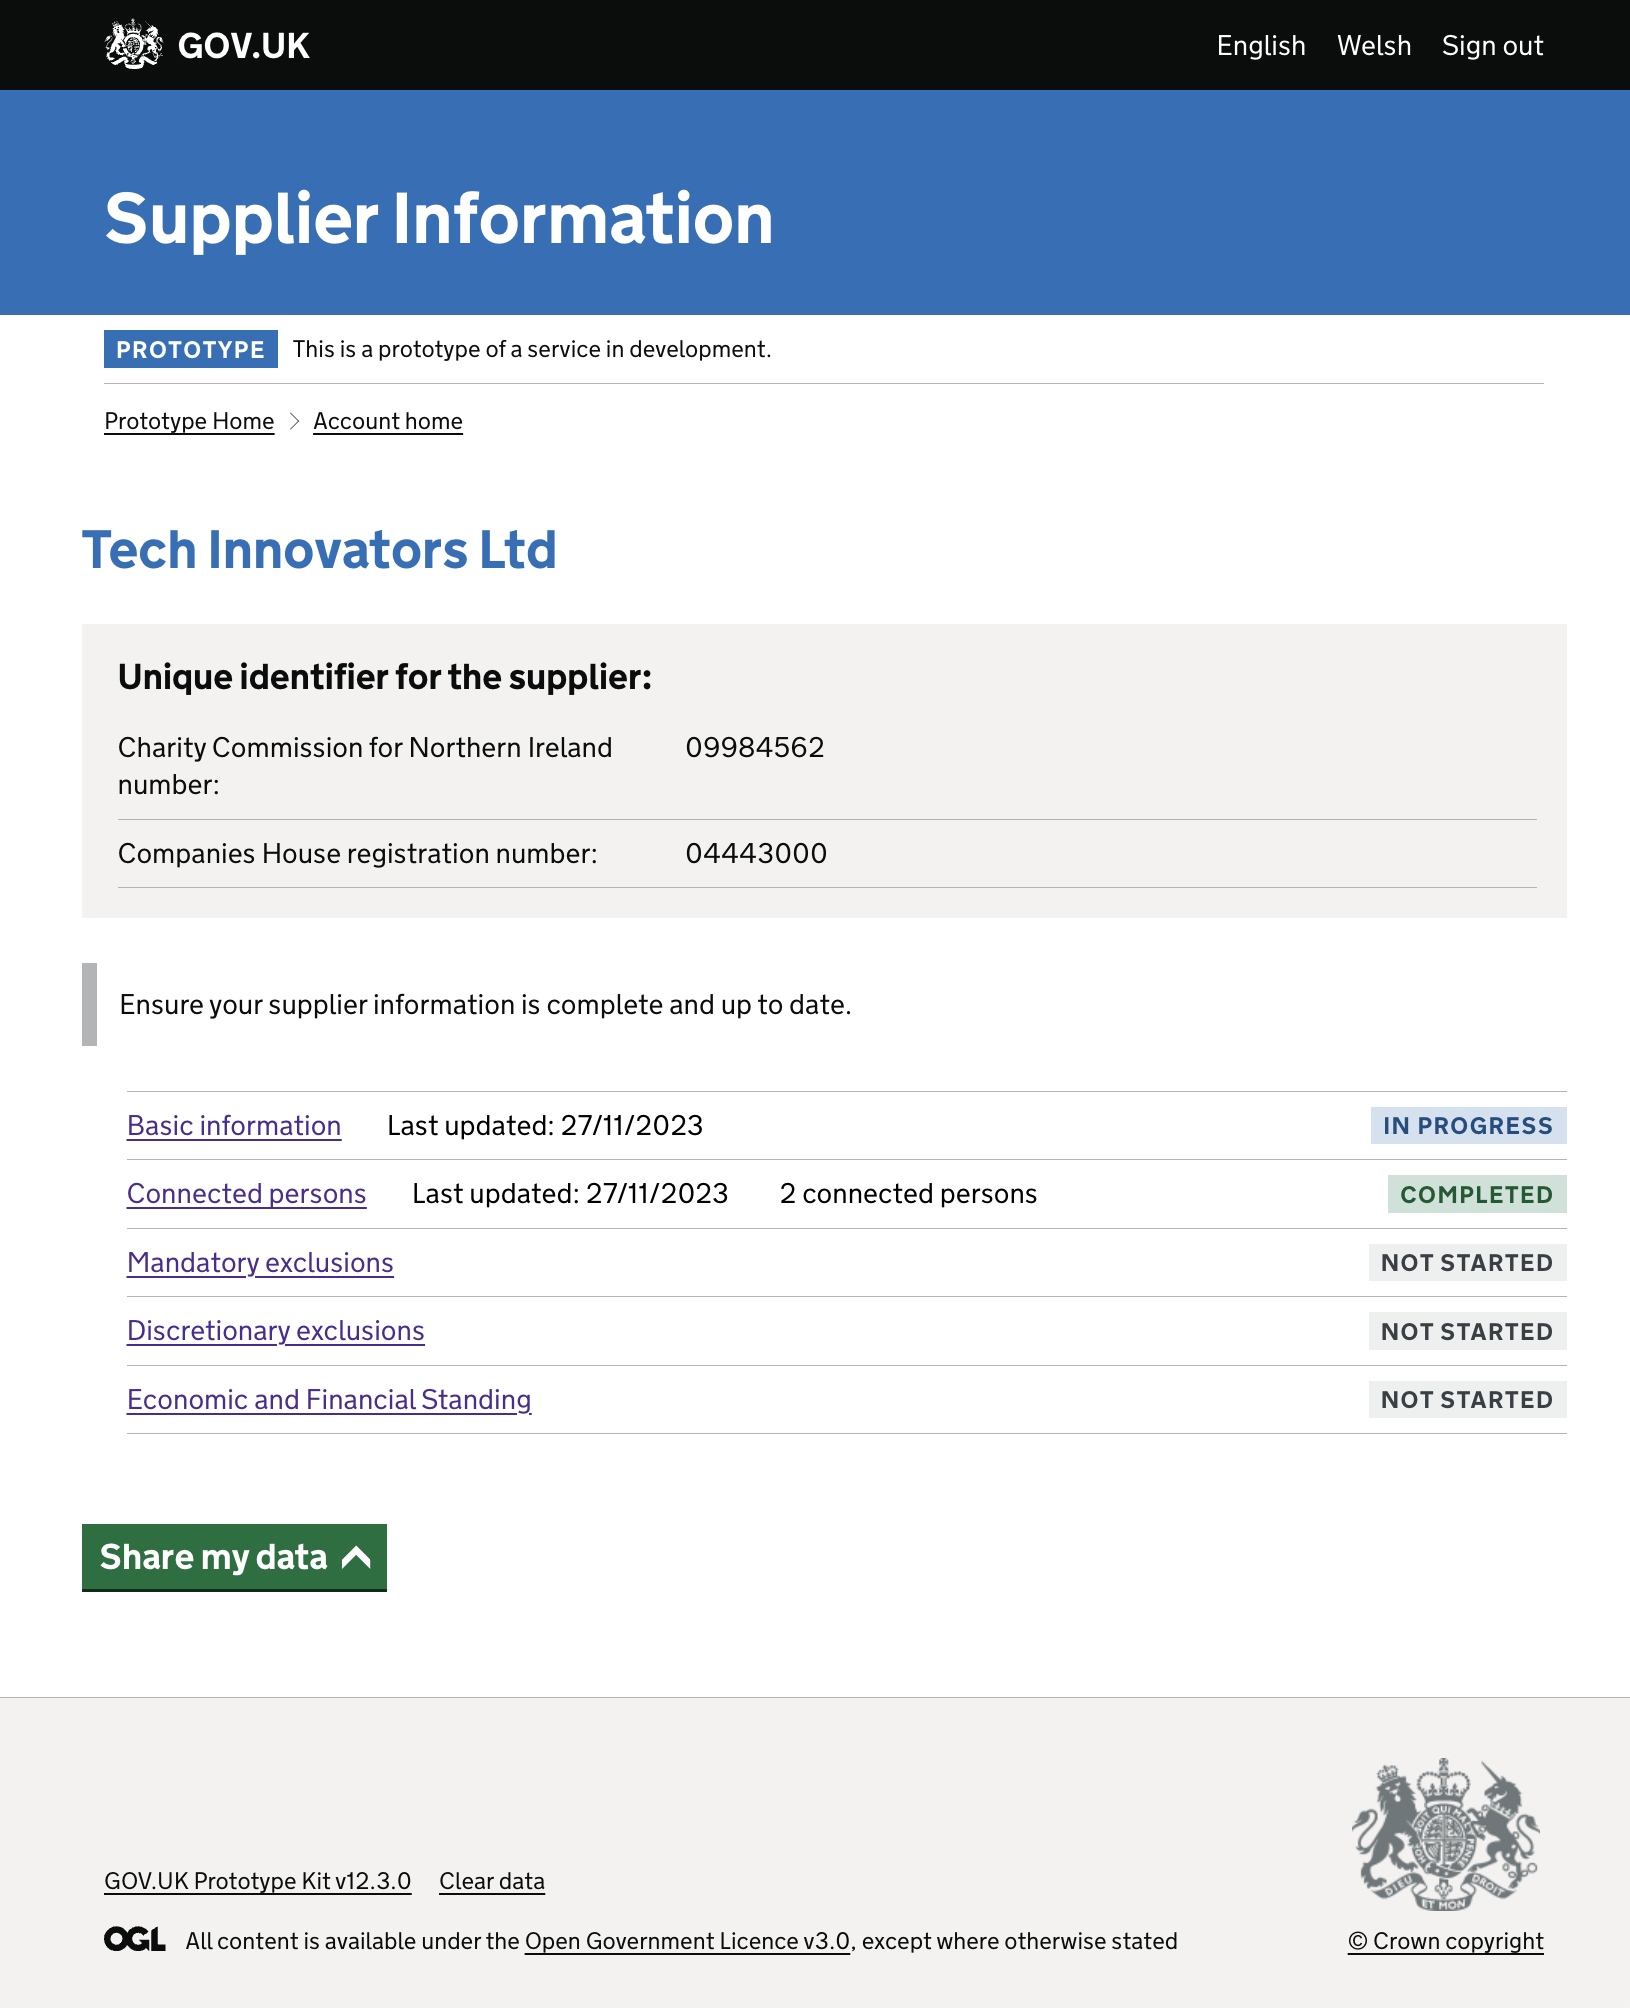 GOV.UK English Welsh Sign out
Supplier Information
PROTOTYPE This is a prototype of a service in development.
Prototype Home Account home
Tech Innovators Ltd
Unique identifier for the supplier:
Charity Commission for Northern Ireland 09984562
number:
Companies House registration number: 04443000
Ensure your supplier information is complete and up to date.
Basic information Last updated: 27/11/2023 IN PROGRESS
Connected persons Last updated: 27/11/2023 2 connected persons COMPLETED
Mandatory exclusions NOT STARTED
Discretionary exclusions NOT STARTED
Economic and Financial Standing NOT STARTED
Share my data
DIEU ET MON DROIT
GOV.UK Prototype Kit v12.3.0 Clear data
OGL All content is available under the Open Government Licence v3.0, except where otherwise stated © Crown copyright